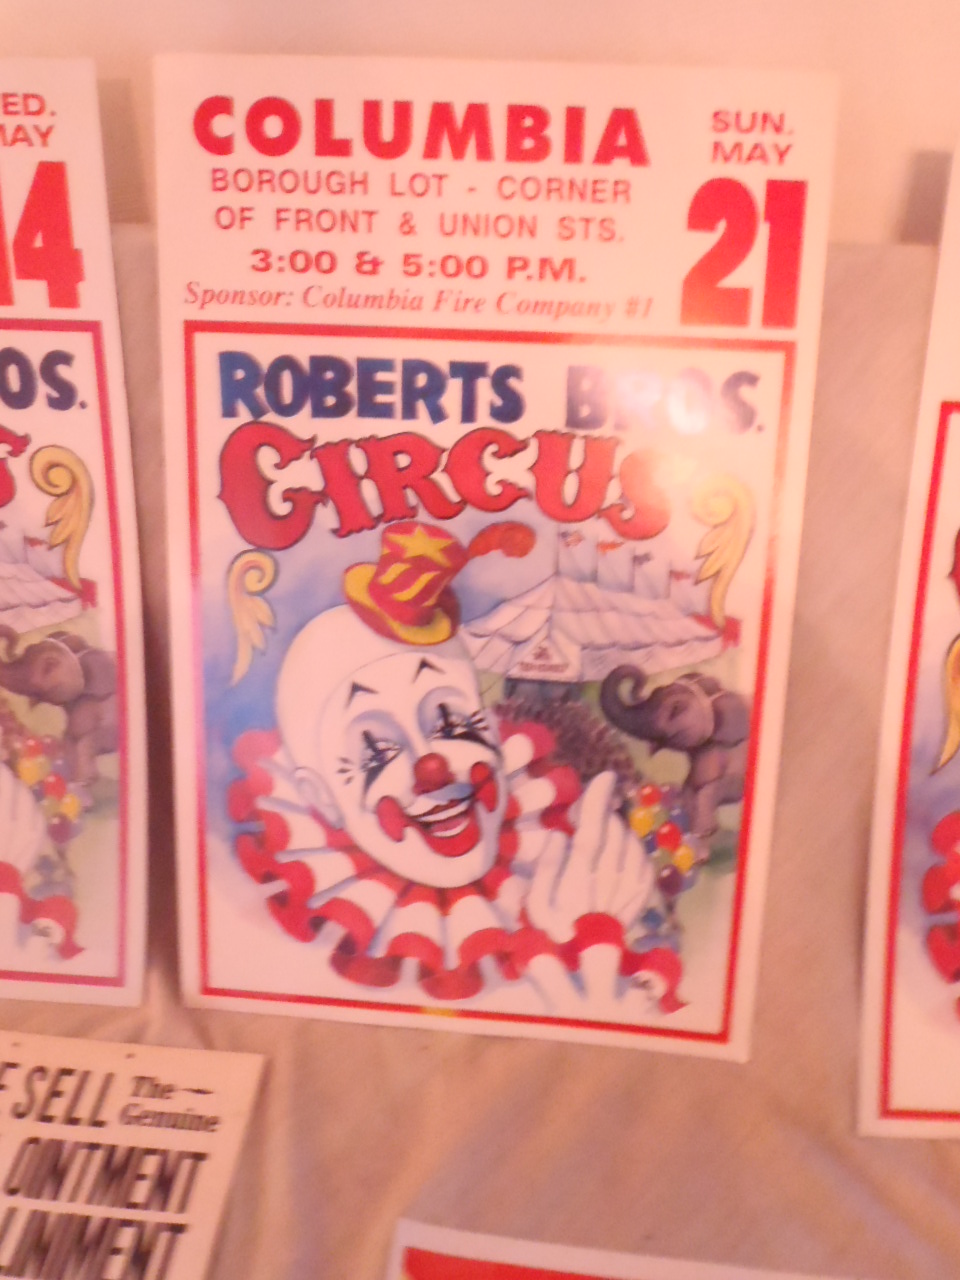 COLUMBIA
BOROUGH LOT - CORNER
OF FRONT & UNION STS.
3:00 & 5:00 P.M.
Sponsor: Columbia Fire Company #1
SUN.
MAY
21
ROBERTS BROS.
CIRCUS
ED.
MAY
14
OS.
S
SELL The
Genuine
OINTMENT
LINIMENT